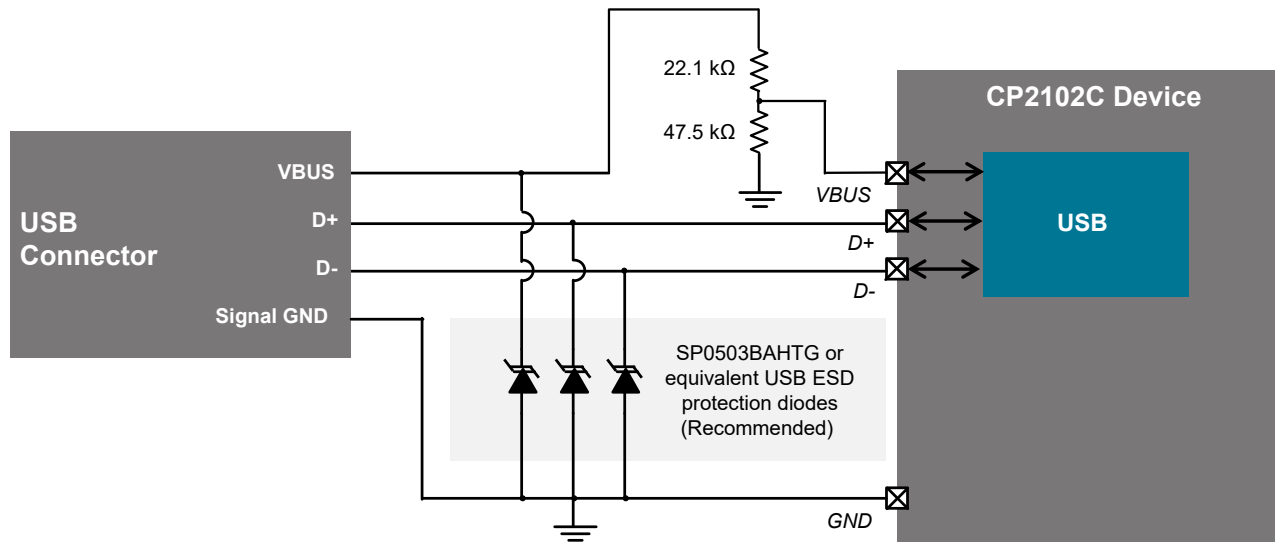 22.1 kΩ
47.5 kΩ
CP2102C Device
USB
Connector
VBUS
D+
D-
Signal GND
VBUS
D+
D-
USB
SP0503BAHTG or
equivalent USB ESD
protection diodes
(Recommended)
GND